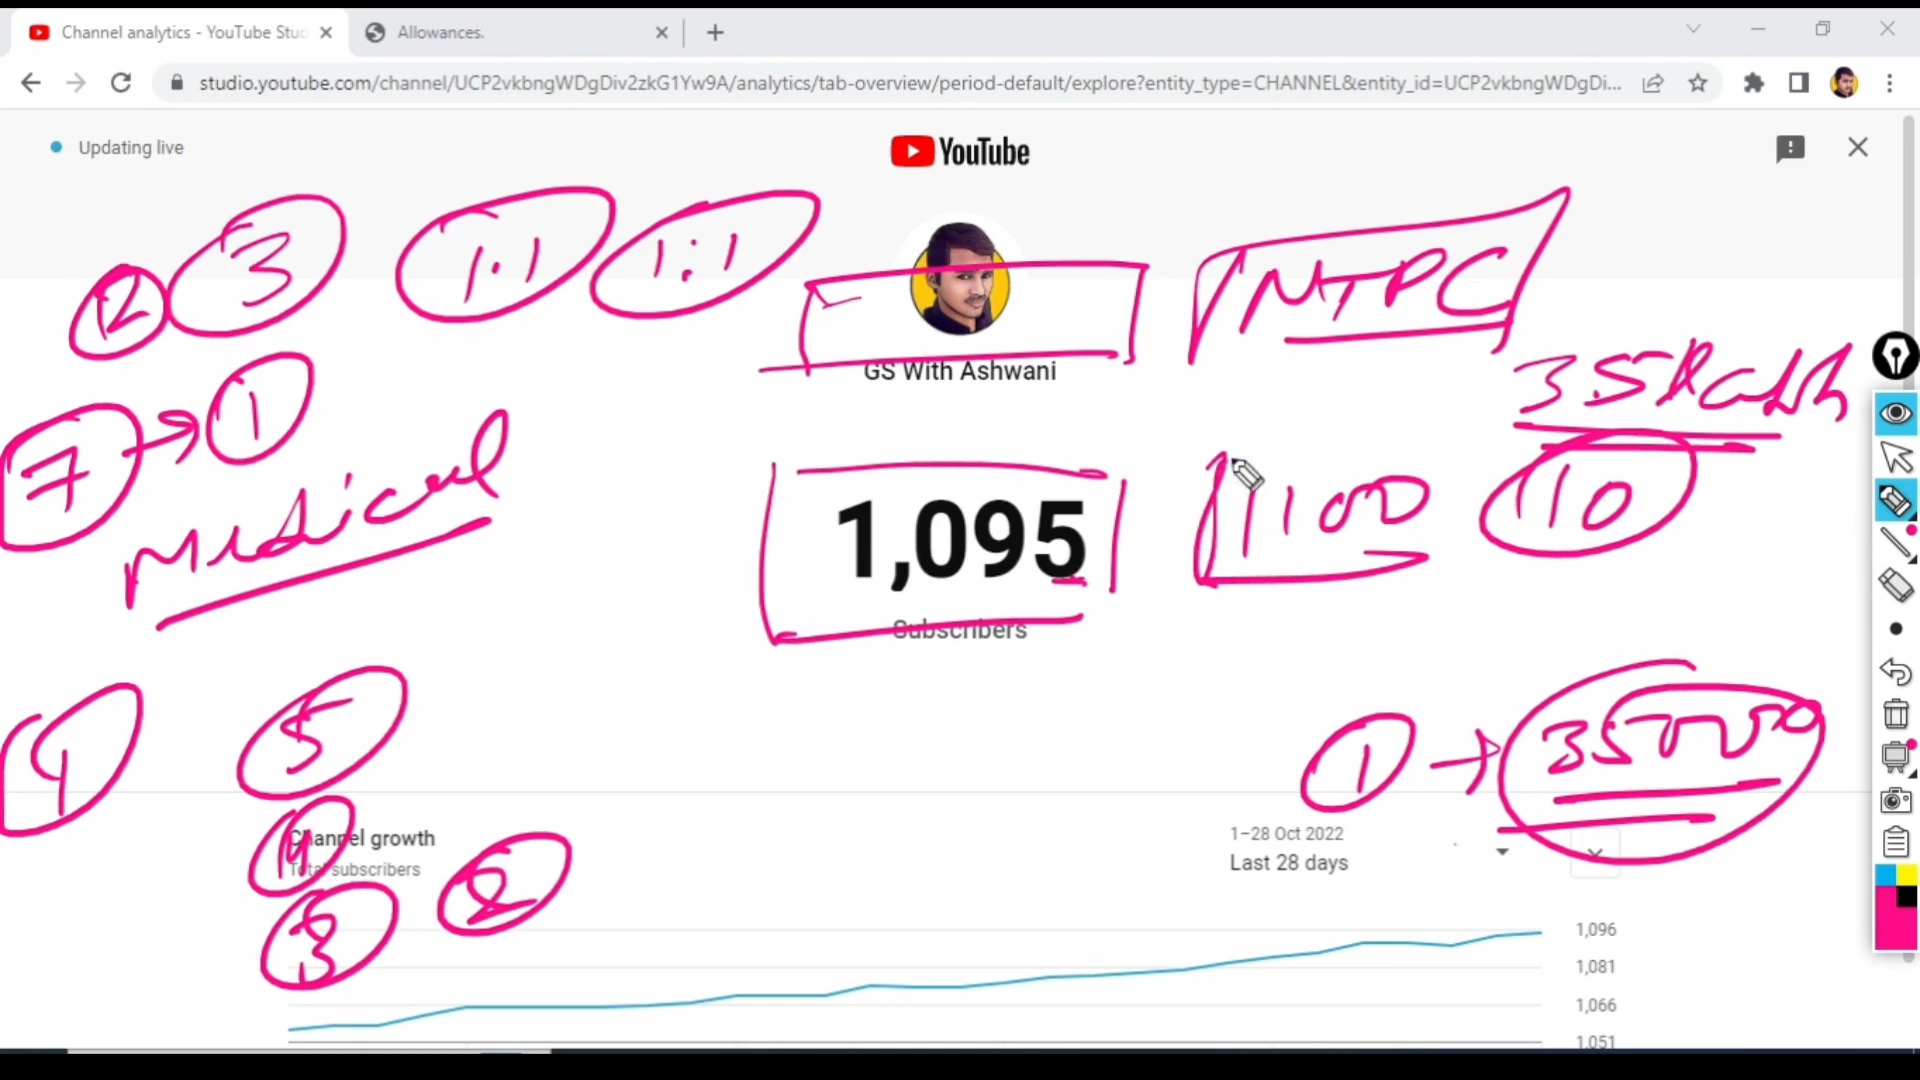 Channel analytics - YouTube Stuc
Allowances.
studio.youtube.com/channel/UCP2vkbngWDgDiv2zkG1Yw9A/analytics/tab-overview/period-default/explore?entity_type=CHANNEL&entity_id=UCP2vkbngWDgDi...
Updating live
YouTube
2 3 1:1 1:1
NTPC
GS With Ashwani
7 → 1
Medical
1,095
Subscribers
1100
110
5
1 → 35000
Channel growth
Total subscribers
1–28 Oct 2022
Last 28 days
4
2
3
1,096
1,081
1,066
1,051